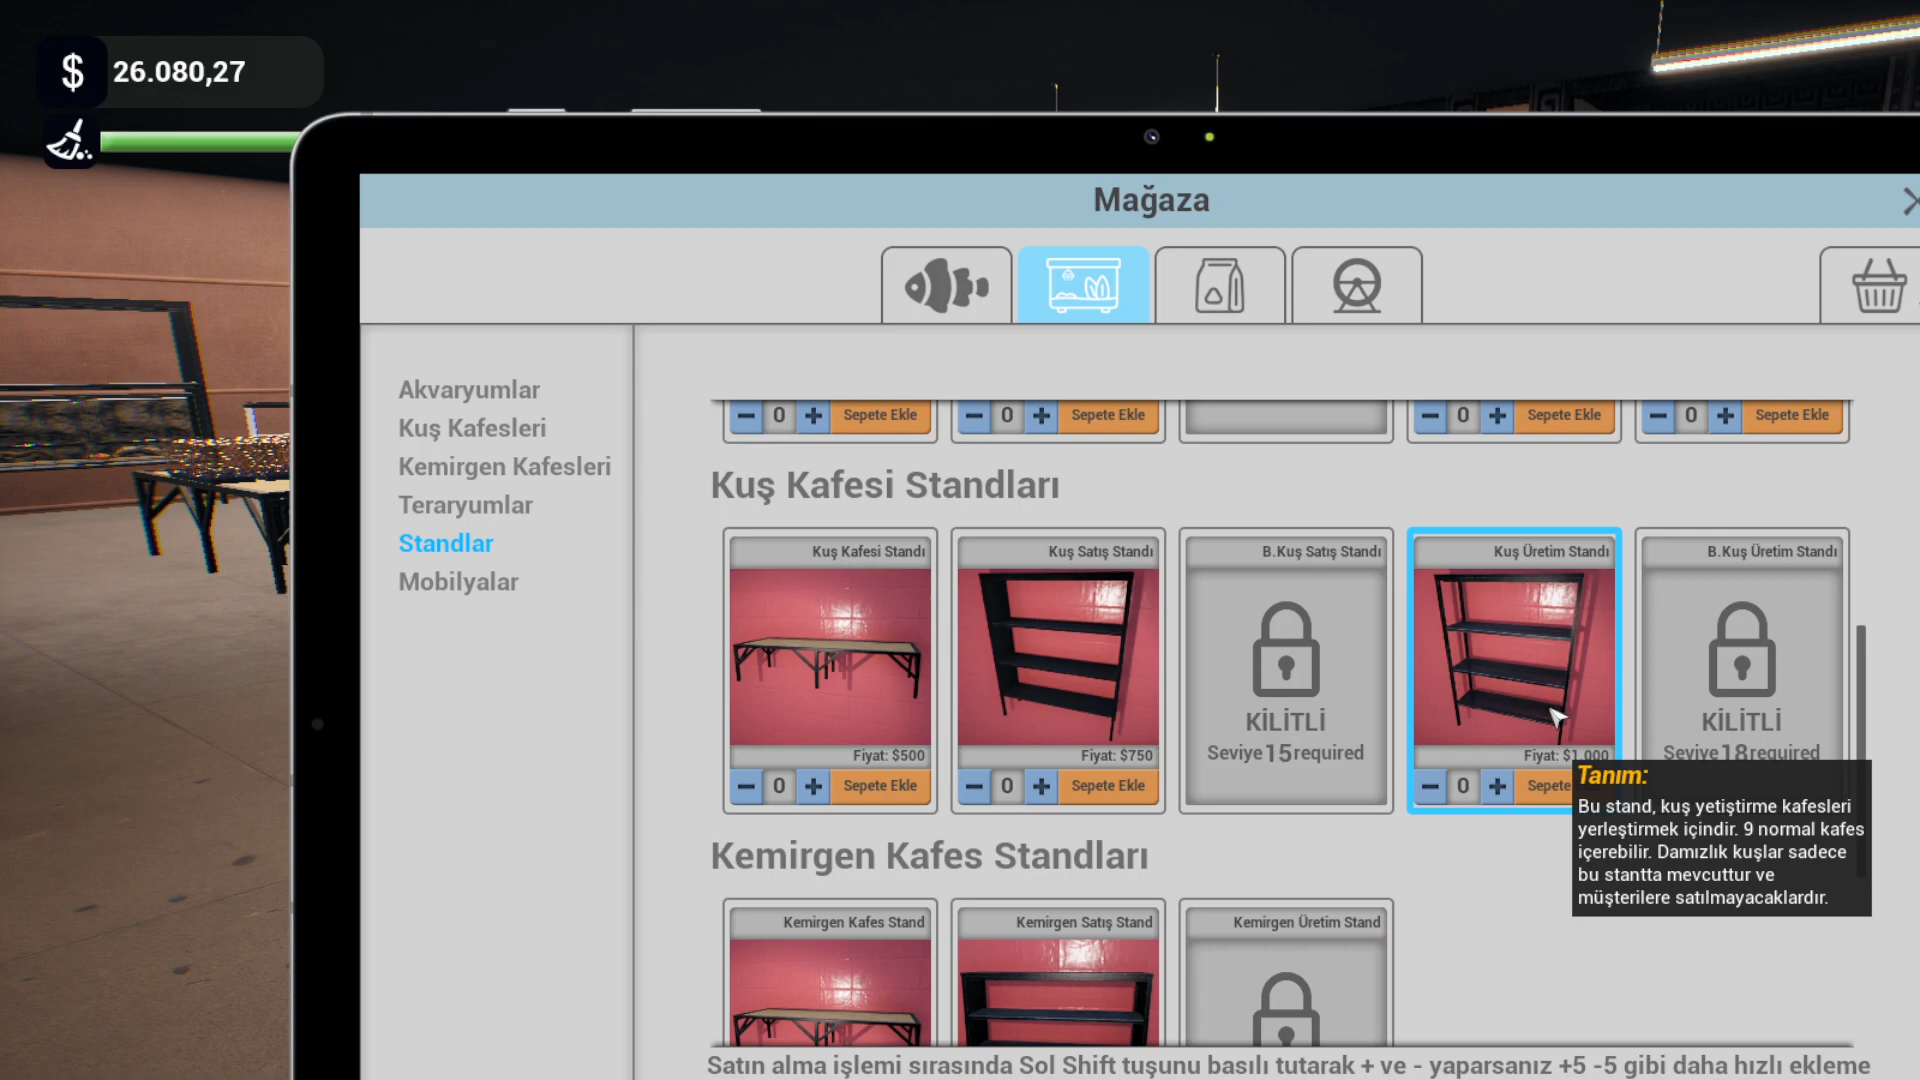 $ 26.080,27
Mağaza
Akvaryumlar
Kuş Kafesleri
Kemirgen Kafesleri
Teraryumlar
Standlar
Mobilyalar
0 Sepete Ekle
0 Sepete Ekle
0 Sepete Ekle
0 Sepete Ekle
Kuş Kafesi Standları
Kuş Kafesi Standı
Fiyat: $500
0 Sepete Ekle
Kuş Satış Standı
Fiyat: $750
0 Sepete Ekle
B.Kuş Satış Standı
KİLİTLİ
Seviye 15 required
Kuş Üretim Standı
Fiyat: $1.000
0 Sepete
B.Kuş Üretim Standı
KİLİTLİ
Seviye 18 required
Tanım:
Bu stand, kuş yetiştirme kafesleri
yerleştirmek içindir. 9 normal kafes
içerebilir. Damızlık kuşlar sadece
bu stantta mevcuttur ve
müşterilere satılmayacaklardır.
Kemirgen Kafes Standları
Kemirgen Kafes Stand
Kemirgen Satış Stand
Kemirgen Üretim Stand
Satın alma işlemi sırasında Sol Shift tuşunu basılı tutarak + ve - yaparsanız +5 -5 gibi daha hızlı ekleme